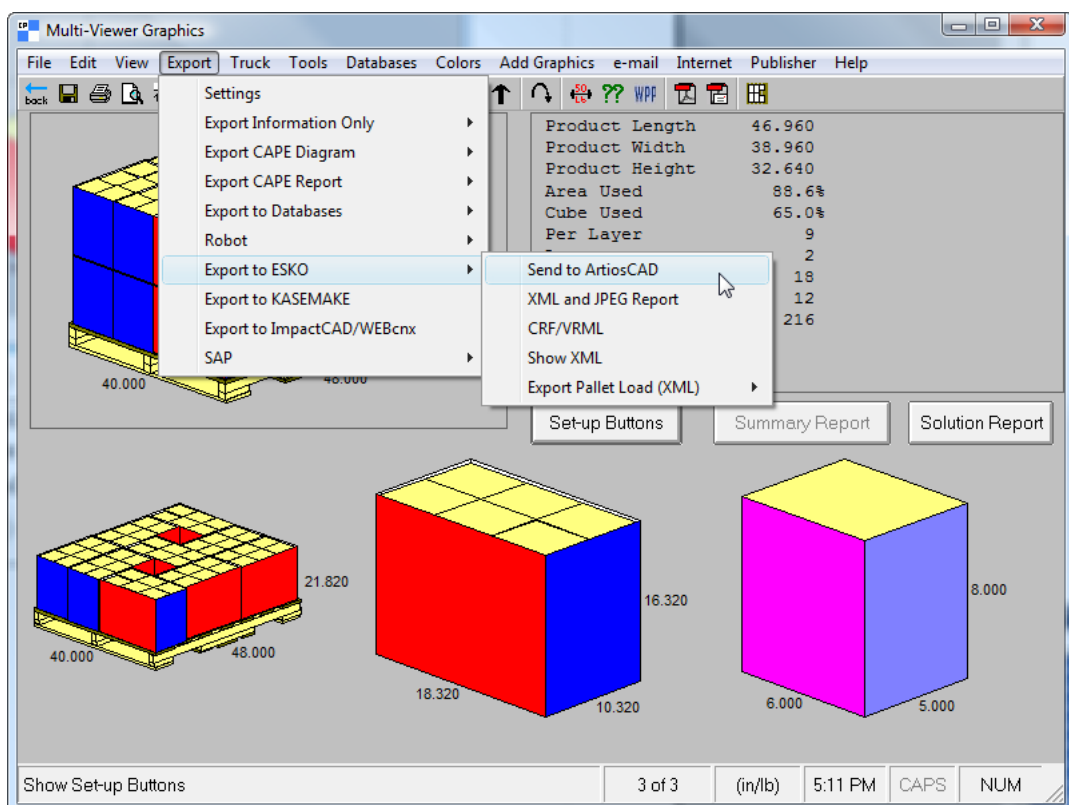 CP Multi-Viewer Graphics
File Edit View Export Truck Tools Databases Colors Add Graphics e-mail Internet Publisher Help
back 50 Lb ?? WPF
Settings
Export Information Only
Export CAPE Diagram
Export CAPE Report
Export to Databases
Robot
Export to ESKO
Export to KASEMAKE
Export to ImpactCAD/WEBcnx
SAP
Send to ArtiosCAD
XML and JPEG Report
CRF/VRML
Show XML
Export Pallet Load (XML)
Product Length 46.960
Product Width 38.960
Product Height 32.640
Area Used 88.6%
Cube Used 65.0%
Per Layer 9
2
18
12
216
40.000 48.000
Set-up Buttons Summary Report Solution Report
21.820
40.000 48.000
16.320
18.320 10.320
8.000
6.000 5.000
Show Set-up Buttons 3 of 3 (in/lb) 5:11 PM CAPS NUM